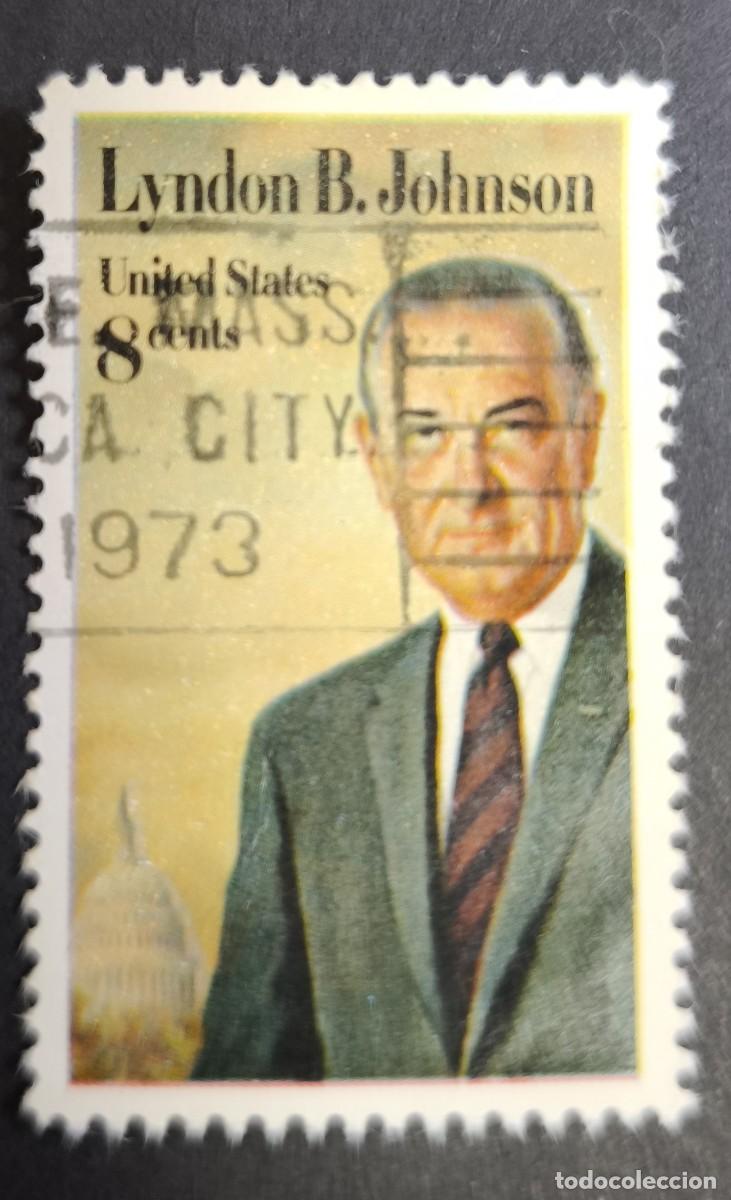 Lyndon B. Johnson
United States
8 cents
E. MASS.
CA CITY
1973
todocoleccion